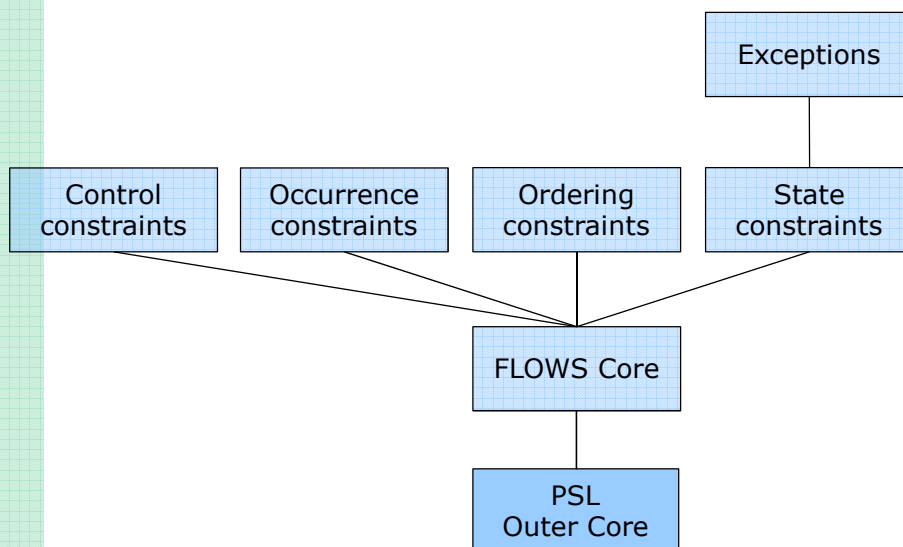 Exceptions
Control
constraints
Occurrence
constraints
Ordering
constraints
State
constraints
FLOWS Core
PSL
Outer Core